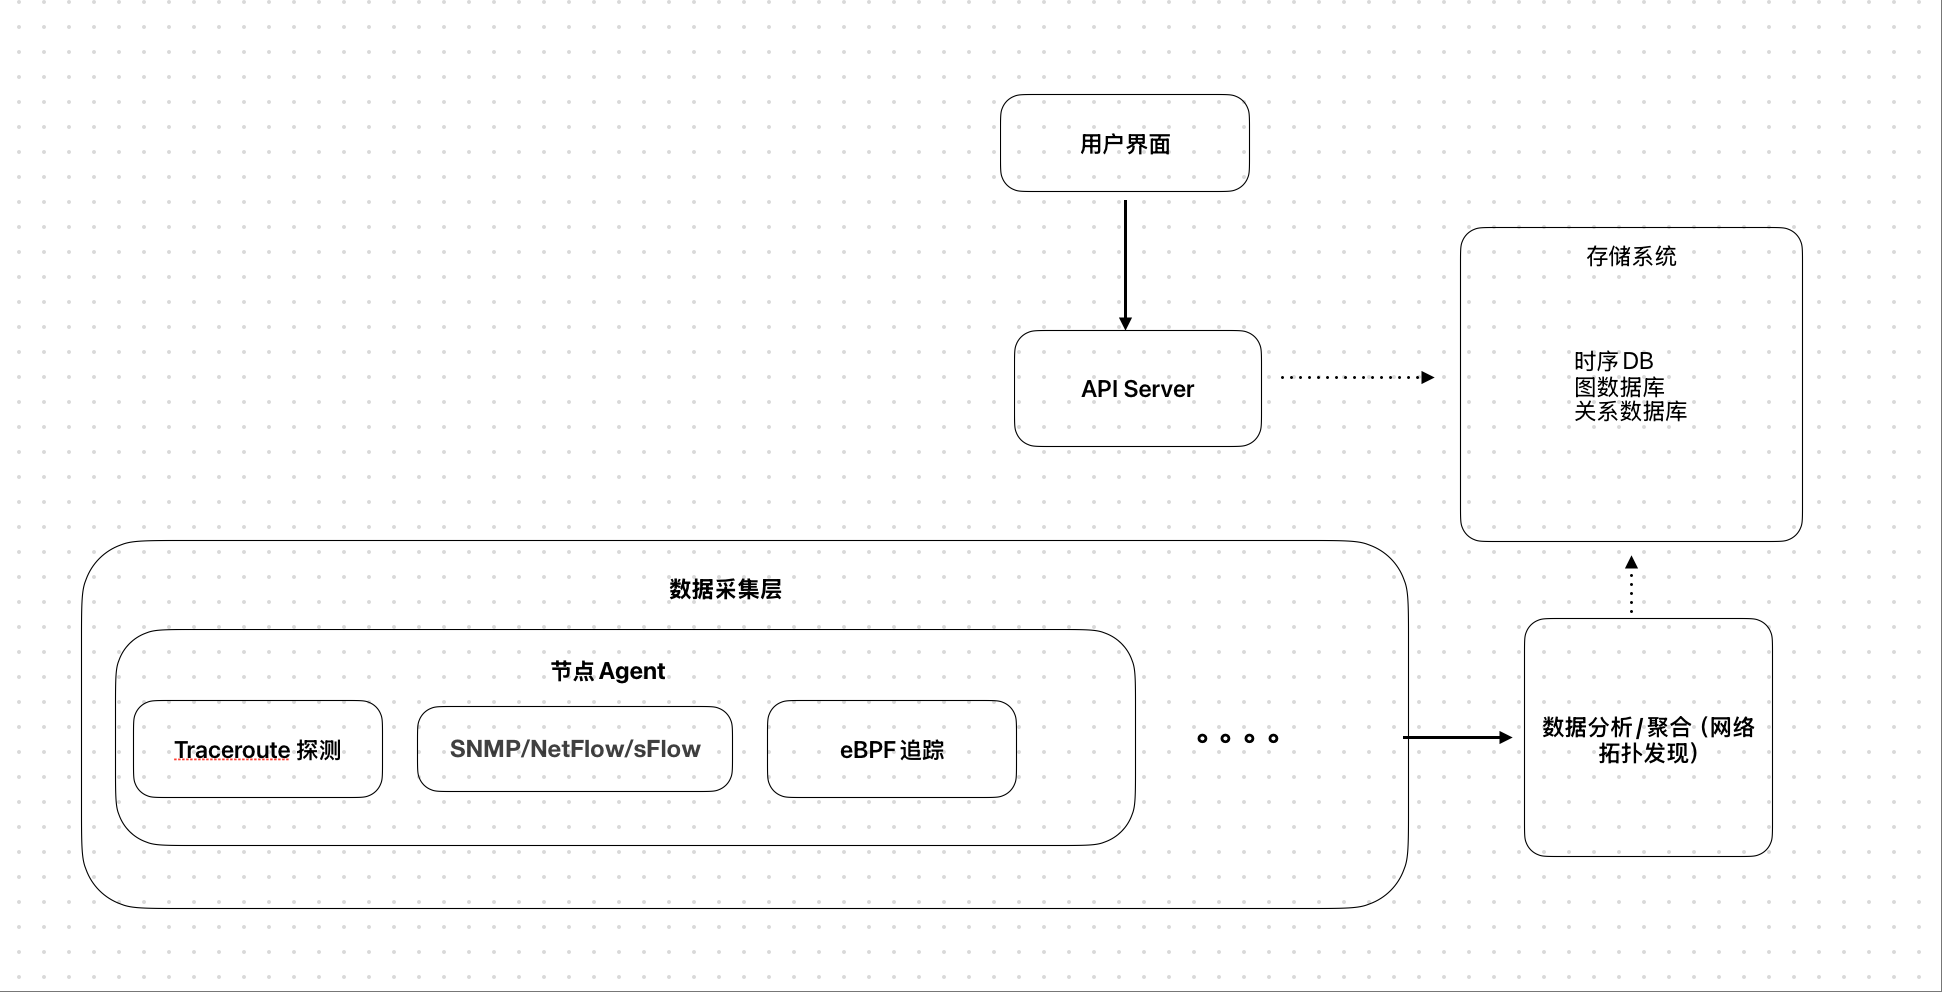 用户界面
API Server
存储系统
时序 DB
图数据库
关系数据库
数据采集层
节点 Agent
Traceroute 探测
SNMP/NetFlow/sFlow
eBPF 追踪
数据分析 / 聚合（网络
拓扑发现）